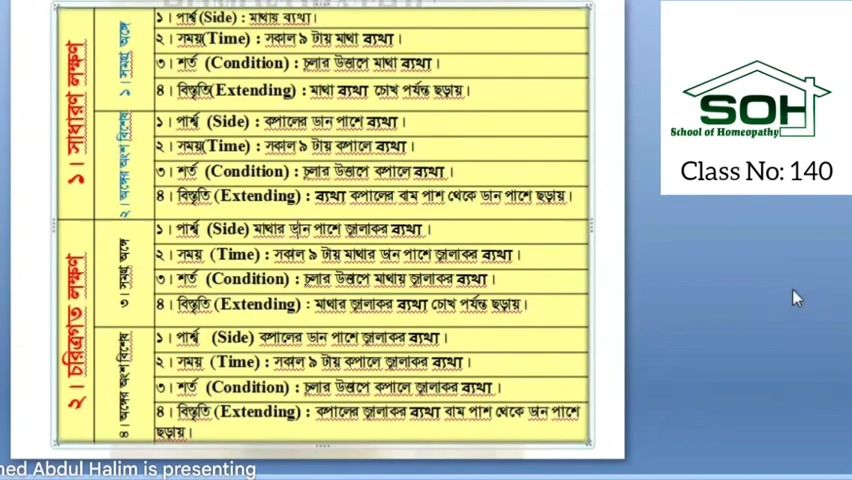 ১। পার্শ্ব (Side) : মাথায় ব্যথা।
২। সময়(Time) : সকাল ৯ টায় মাথা ব্যথা।
৩। শর্ত (Condition) : চুলার উত্তাপে মাথা ব্যথা।
৪। বিস্তৃতি(Extending) : মাথা ব্যথা চোখ পর্যন্ত ছড়ায়।
১। সমগ্র অঙ্গে
১। পার্শ্ব (Side) : কপালের ডান পাশে ব্যথা।
২। সময়(Time) : সকাল ৯ টায় কপালে ব্যথা।
৩। শর্ত (Condition) : চুলার উত্তাপে কপালে ব্যথা।
৪। বিস্তৃতি (Extending) : ব্যথা কপালের বাম পাশ থেকে ডান পাশে ছড়ায়।
২। অঙ্গের অংশ বিশেষ
১। সাধারণ লক্ষণ
১। পার্শ্ব (Side) মাথার ডান পাশে জ্বালাকর ব্যথা।
২। সময় (Time) : সকাল ৯ টায় মাথার ডান পাশে জ্বালাকর ব্যথা।
৩। শর্ত (Condition) : চুলার উত্তাপে মাথায় জ্বালাকর ব্যথা।
৪। বিস্তৃতি (Extending) : মাথার জ্বালাকর ব্যথা চোখ পর্যন্ত ছড়ায়।
৩। সমগ্র অঙ্গে
১। পার্শ্ব (Side) কপালের ডান পাশে জ্বালাকর ব্যথা।
২। সময় (Time) : সকাল ৯ টায় কপালে জ্বালাকর ব্যথা।
৩। শর্ত (Condition) : চুলার উত্তাপে কপালে জ্বালাকর ব্যথা।
৪। বিস্তৃতি (Extending) : কপালের জ্বালাকর ব্যথা বাম পাশ থেকে ডান পাশে
ছড়ায়।
৪। অঙ্গের অংশ বিশেষ
২। চরিত্রগত লক্ষণ
SOH
School of Homeopathy
Class No: 140
ned Abdul Halim is presenting